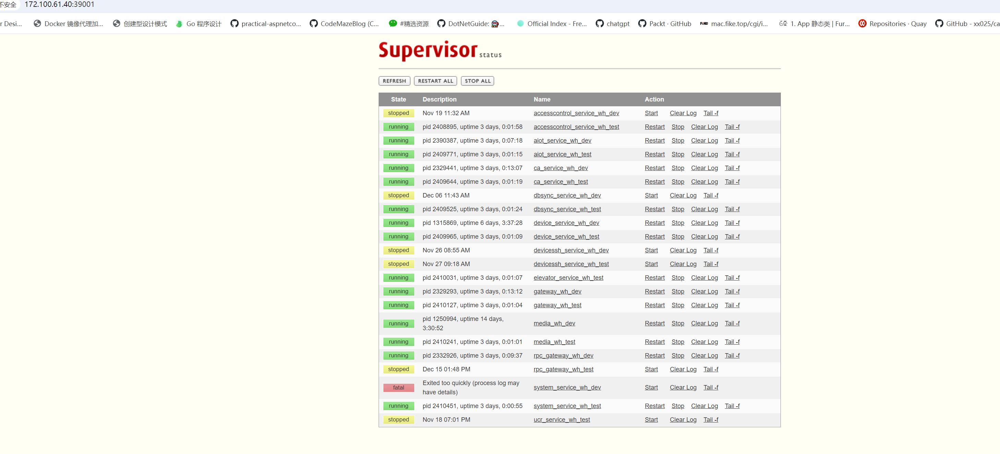 不安全 172.100.61.40:39001
r Desi... Docker 镜像代理加... 创建型设计模式 Go 程序设计 practical-aspnetco... CodeMazeBlog (C... #精选资源 DotNetGuide: ... Official Index - Fre... chatgpt Packt · GitHub FiKE mac.fike.top/cgi/i... 1. App 静态类 | Fur... Repositories · Quay GitHub - xx025/ca
Supervisor status
REFRESH RESTART ALL STOP ALL
State Description Name Action
stopped Nov 19 11:32 AM accesscontrol_service_wh_dev Start Clear Log Tail -f
running pid 2408895, uptime 3 days, 0:01:58 accesscontrol_service_wh_test Restart Stop Clear Log Tail -f
running pid 2390387, uptime 3 days, 0:07:18 aiot_service_wh_dev Restart Stop Clear Log Tail -f
running pid 2409771, uptime 3 days, 0:01:15 aiot_service_wh_test Restart Stop Clear Log Tail -f
running pid 2329441, uptime 3 days, 0:13:07 ca_service_wh_dev Restart Stop Clear Log Tail -f
running pid 2409644, uptime 3 days, 0:01:19 ca_service_wh_test Restart Stop Clear Log Tail -f
stopped Dec 06 11:43 AM dbsync_service_wh_dev Start Clear Log Tail -f
running pid 2409525, uptime 3 days, 0:01:24 dbsync_service_wh_test Restart Stop Clear Log Tail -f
running pid 1315869, uptime 6 days, 3:37:28 device_service_wh_dev Restart Stop Clear Log Tail -f
running pid 2409965, uptime 3 days, 0:01:09 device_service_wh_test Restart Stop Clear Log Tail -f
stopped Nov 26 08:55 AM devicessh_service_wh_dev Start Clear Log Tail -f
stopped Nov 27 09:18 AM devicessh_service_wh_test Start Clear Log Tail -f
running pid 2410031, uptime 3 days, 0:01:07 elevator_service_wh_test Restart Stop Clear Log Tail -f
running pid 2329293, uptime 3 days, 0:13:12 gateway_wh_dev Restart Stop Clear Log Tail -f
running pid 2410127, uptime 3 days, 0:01:04 gateway_wh_test Restart Stop Clear Log Tail -f
running pid 1250994, uptime 14 days,
3:30:52 media_wh_dev Restart Stop Clear Log Tail -f
running pid 2410241, uptime 3 days, 0:01:01 media_wh_test Restart Stop Clear Log Tail -f
running pid 2332926, uptime 3 days, 0:09:37 rpc_gateway_wh_dev Restart Stop Clear Log Tail -f
stopped Dec 15 01:48 PM rpc_gateway_wh_test Start Clear Log Tail -f
fatal Exited too quickly (process log may
have details) system_service_wh_dev Start Clear Log Tail -f
running pid 2410451, uptime 3 days, 0:00:55 system_service_wh_test Restart Stop Clear Log Tail -f
stopped Nov 18 07:01 PM ucr_service_wh_test Start Clear Log Tail -f